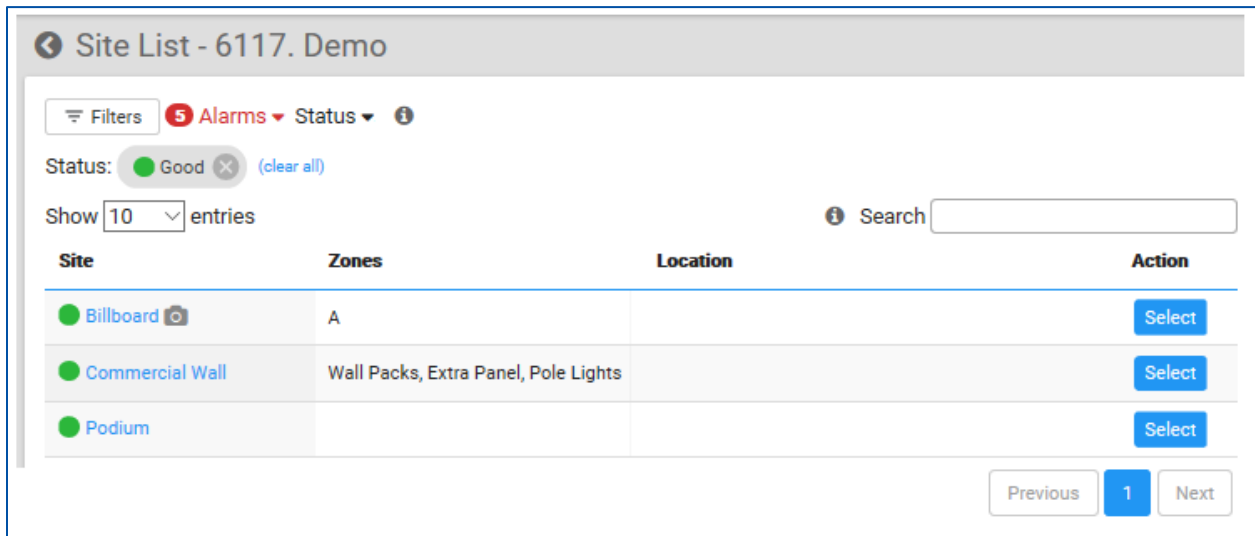 Site List - 6117. Demo
Filters 5 Alarms Status
Status: Good (clear all)
Show 10 entries Search
Site Zones Location Action
Billboard A Select
Commercial Wall Wall Packs, Extra Panel, Pole Lights Select
Podium Select
Previous 1 Next